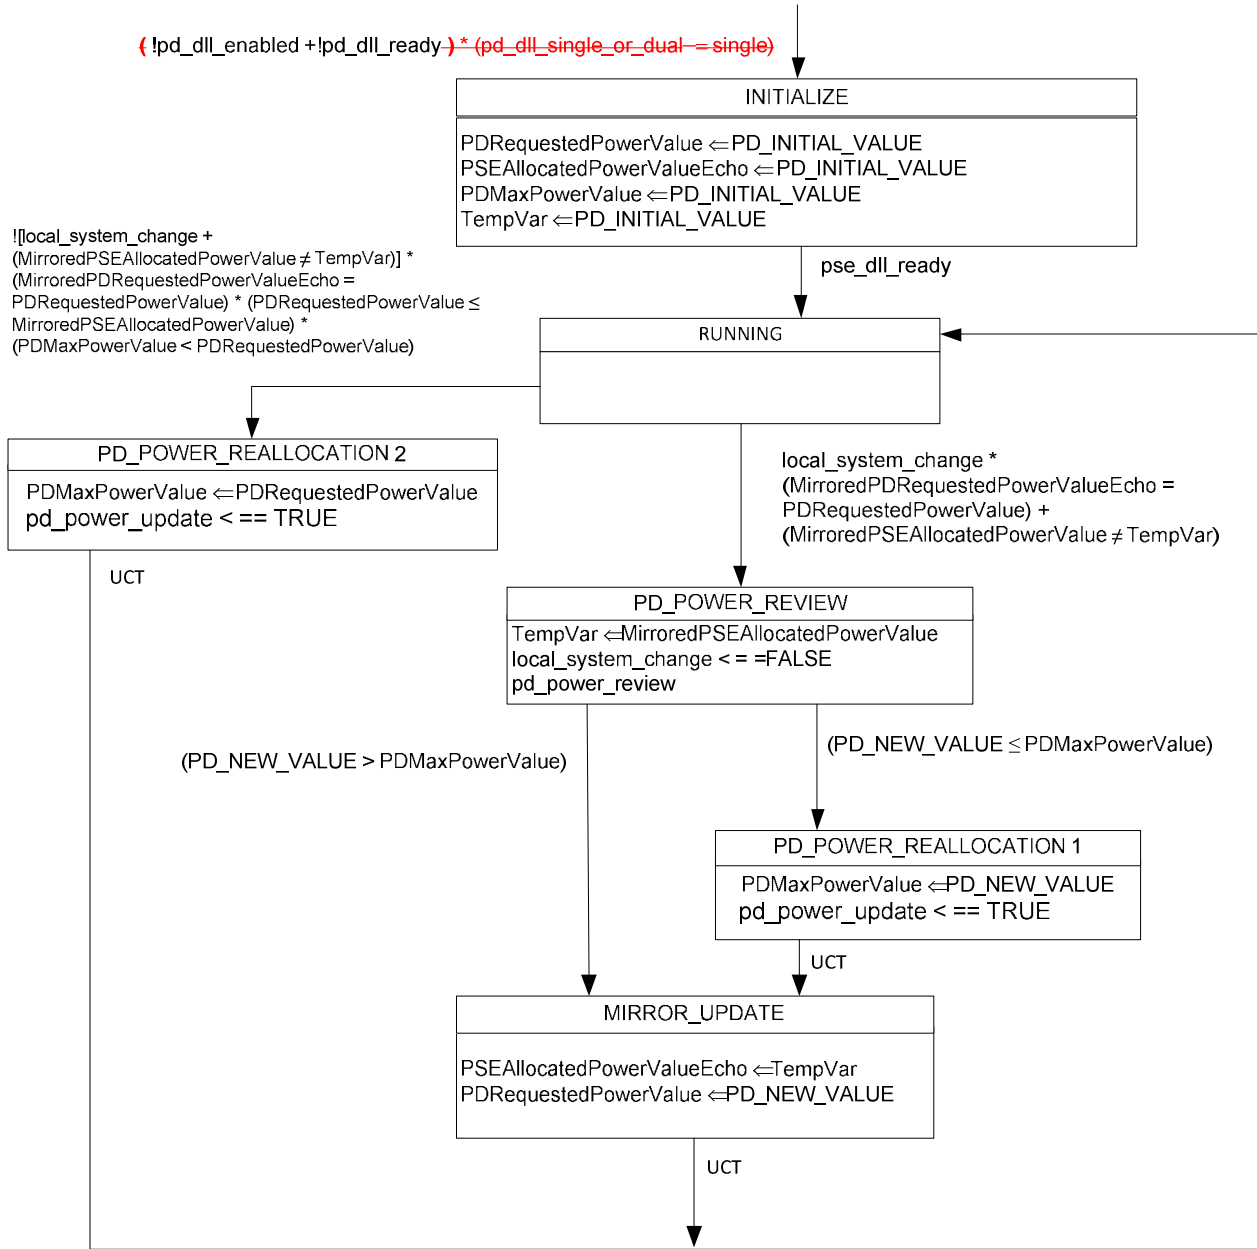 ( !pd_dll_enabled +!pd_dll_ready ) * (pd_dll_single_or_dual = single)
INITIALIZE
PDRequestedPowerValue ⇐PD_INITIAL_VALUE
PSEAllocatedPowerValueEcho ⇐PD_INITIAL_VALUE
PDMaxPowerValue ⇐PD_INITIAL_VALUE
TempVar ⇐PD_INITIAL_VALUE
pse_dll_ready
![local_system_change +
(MirroredPSEAllocatedPowerValue ≠ TempVar)] *
(MirroredPDRequestedPowerValueEcho =
PDRequestedPowerValue) * (PDRequestedPowerValue ≤
MirroredPSEAllocatedPowerValue) *
(PDMaxPowerValue < PDRequestedPowerValue)
RUNNING
PD_POWER_REALLOCATION 2
PDMaxPowerValue ⇐PDRequestedPowerValue
pd_power_update < == TRUE
UCT
local_system_change *
(MirroredPDRequestedPowerValueEcho =
PDRequestedPowerValue) +
(MirroredPSEAllocatedPowerValue ≠ TempVar)
PD_POWER_REVIEW
TempVar ⇐MirroredPSEAllocatedPowerValue
local_system_change < = =FALSE
pd_power_review
(PD_NEW_VALUE > PDMaxPowerValue)
(PD_NEW_VALUE ≤ PDMaxPowerValue)
PD_POWER_REALLOCATION 1
PDMaxPowerValue ⇐PD_NEW_VALUE
pd_power_update < == TRUE
UCT
MIRROR_UPDATE
PSEAllocatedPowerValueEcho ⇐TempVar
PDRequestedPowerValue ⇐PD_NEW_VALUE
UCT